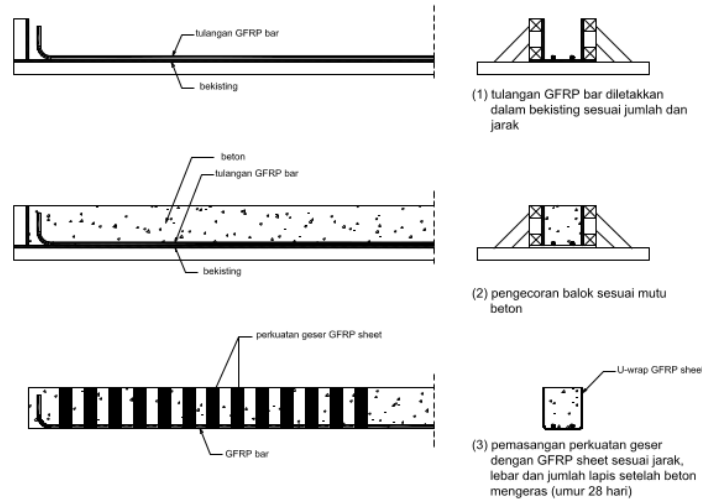 tulangan GFRP bar
bekisting
(1) tulangan GFRP bar diletakkan
dalam bekisting sesuai jumlah dan
jarak
beton
tulangan GFRP bar
bekisting
(2) pengecoran balok sesuai mutu
beton
perkuatan geser GFRP sheet
GFRP bar
U-wrap GFRP sheet
(3) pemasangan perkuatan geser
dengan GFRP sheet sesuai jarak,
lebar dan jumlah lapis setelah beton
mengeras (umur 28 hari)